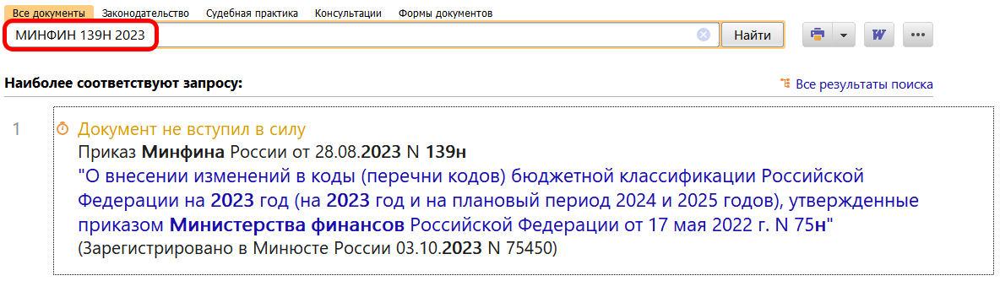 Все документы Законодательство Судебная практика Консультации Формы документов
МИНФИН 139Н 2023 Найти W
Наиболее соответствуют запросу: Все результаты поиска
1 Документ не вступил в силу
Приказ Минфина России от 28.08.2023 N 139н
"О внесении изменений в коды (перечни кодов) бюджетной классификации Российской
Федерации на 2023 год (на 2023 год и на плановый период 2024 и 2025 годов), утвержденные
приказом Министерства финансов Российской Федерации от 17 мая 2022 г. N 75н"
(Зарегистрировано в Минюсте России 03.10.2023 N 75450)